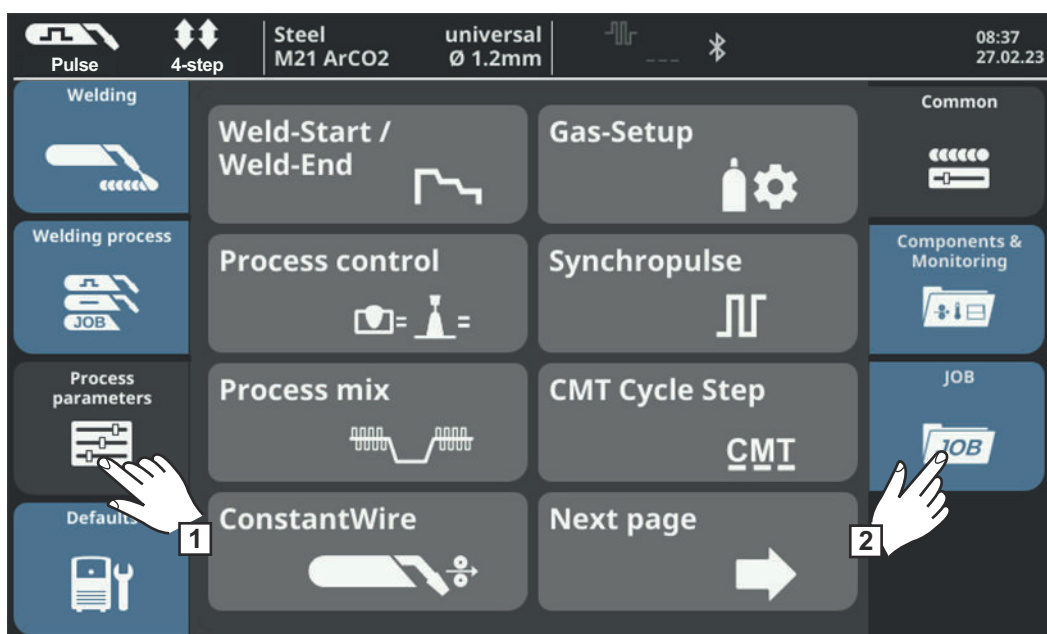 Pulse
4-step
Steel universal
M21 ArCO2 Ø 1.2mm
---
08:37
27.02.23
Welding
Welding process
JOB
Process
parameters
Defaults
1
Weld-Start /
Weld-End
Gas-Setup
Process control
=
=
Synchropulse
Process mix
CMT Cycle Step
CMT
ConstantWire
Next page
Common
Components &
Monitoring
JOB
JOB
2